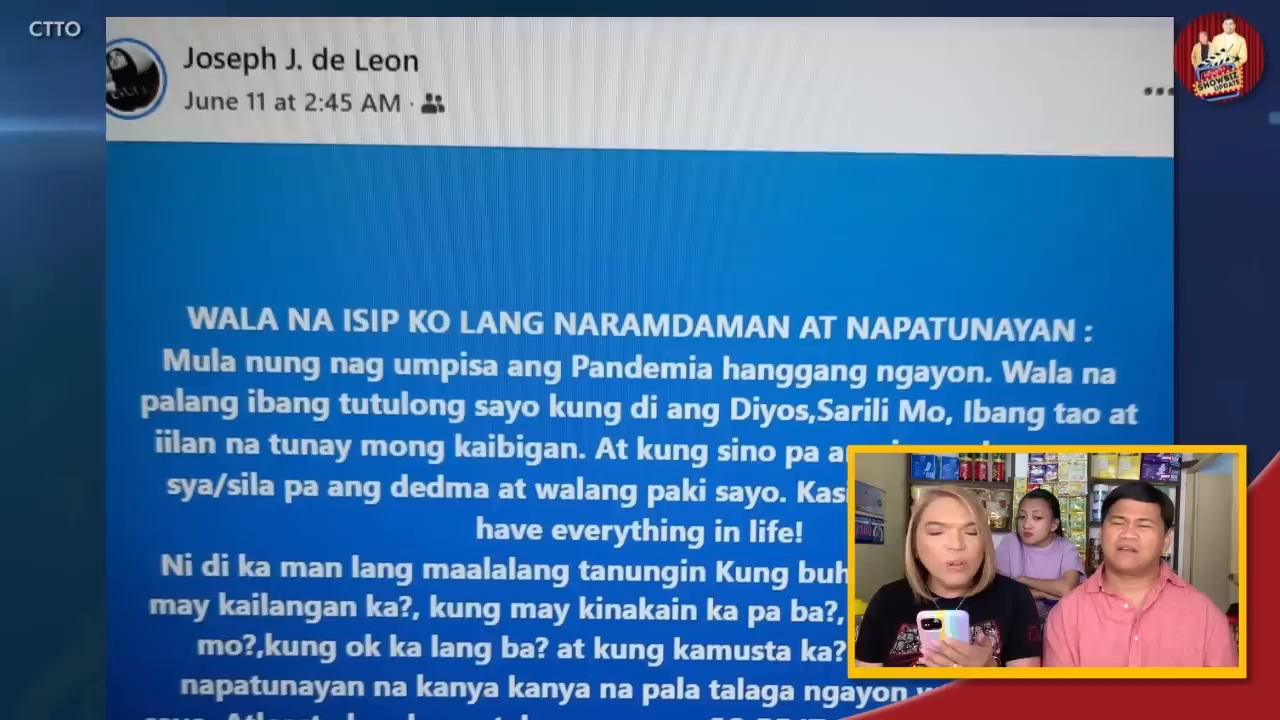 CTTO
Joseph J. de Leon
June 11 at 2:45 AM ·
SHOWBIZ
UPDATE
WALA NA ISIP KO LANG NARAMDAMAN AT NAPATUNAYAN :
Mula nung nag umpisa ang Pandemia hanggang ngayon. Wala na
palang ibang tutulong sayo kung di ang Diyos,Sarili Mo, Ibang tao at
iilan na tunay mong kaibigan. At kung sino pa
sya/sila pa ang dedma at walang paki sayo. Kasi
have everything in life!
Ni di ka man lang maalalang tanungin Kung
may kailangan ka?, kung may kinakain ka pa ba?,
mo?,kung ok ka lang ba? at kung kamusta ka?
napatunayan na kanya kanya na pala talaga ngayon